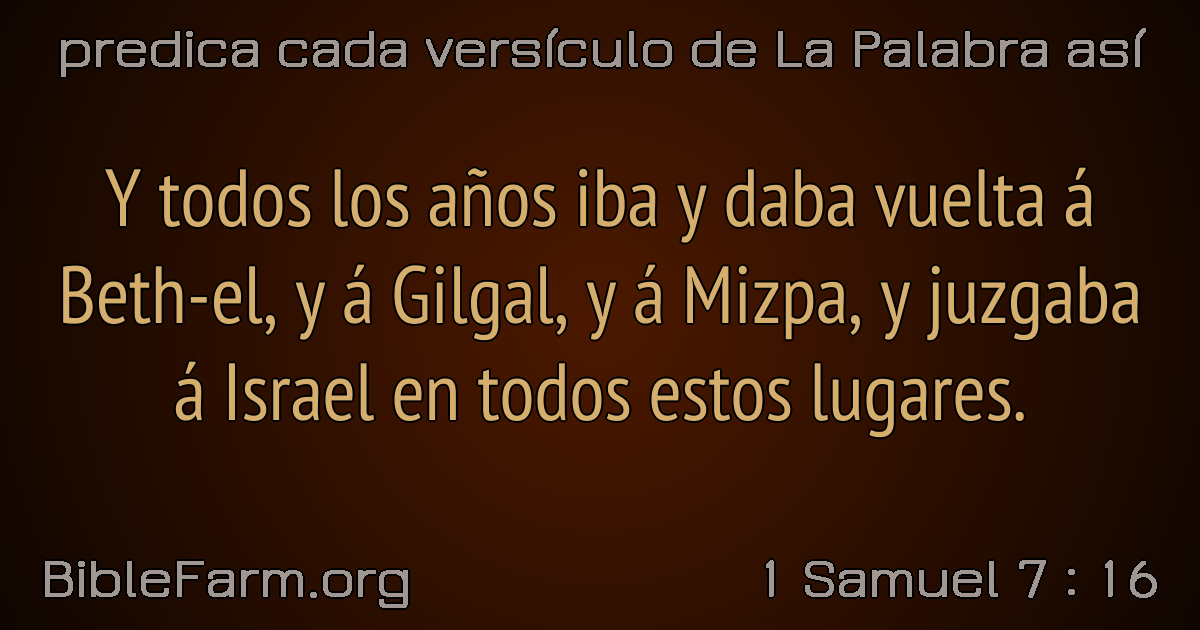 predica cada versículo de La Palabra así
Y todos los años iba y daba vuelta á
Beth-el, y á Gilgal, y á Mizpa, y juzgaba
á Israel en todos estos lugares.
BibleFarm.org
1 Samuel 7 : 16